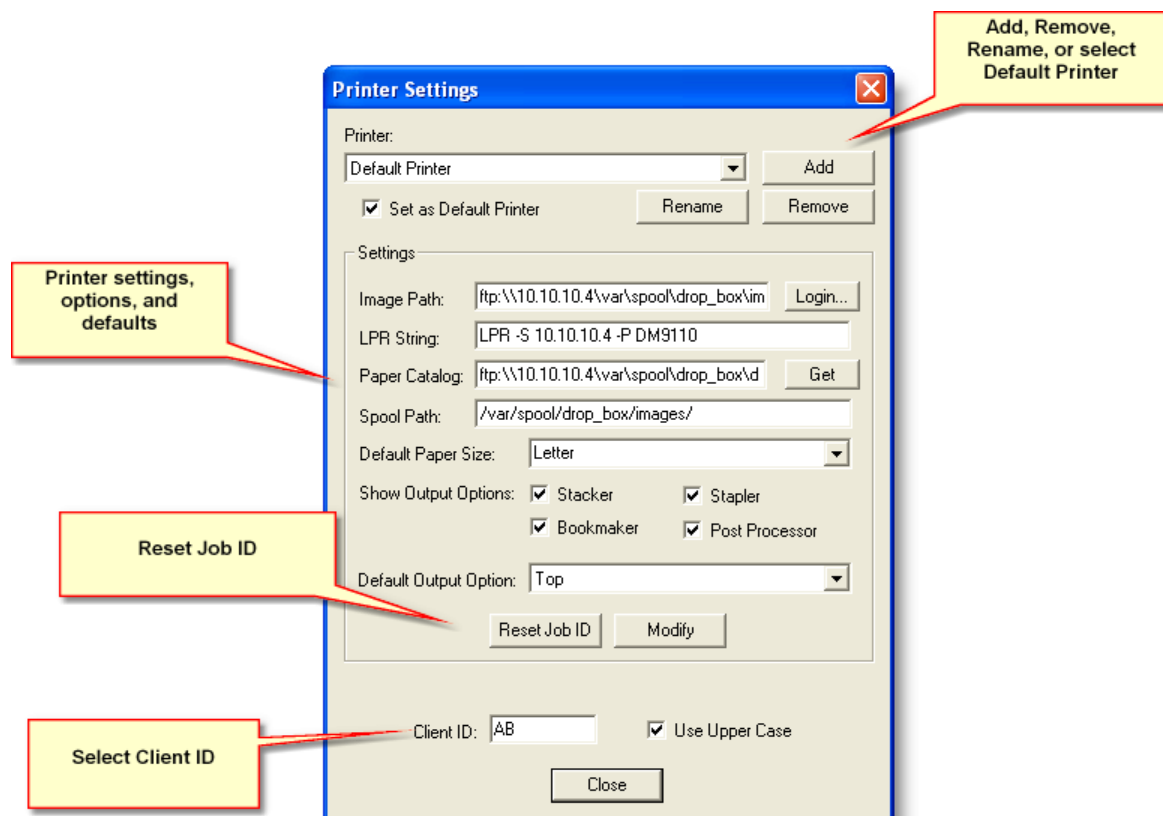 Add, Remove,
Rename, or select
Default Printer
Printer Settings
Printer:
Default Printer
Add
Set as Default Printer
Rename
Remove
Printer settings,
options, and
defaults
Settings
Image Path: ftp:\\10.10.10.4\var\spool\drop_box\im Login...
LPR String: LPR -S 10.10.10.4 -P DM9110
Paper Catalog: ftp:\\10.10.10.4\var\spool\drop_box\d Get
Spool Path: /var/spool/drop_box/images/
Default Paper Size: Letter
Show Output Options: Stacker Stapler
Bookmaker Post Processor
Reset Job ID
Default Output Option: Top
Reset Job ID Modify
Select Client ID
Client ID: AB Use Upper Case
Close